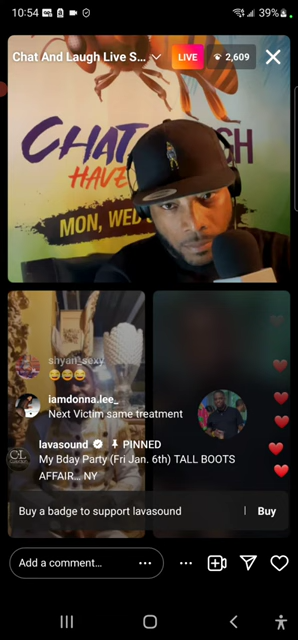 10:54
39%
Chat And Laugh Live S...
LIVE
2,609
CHAT
SH
HAVE
MON, WED
shyan_sexy
iamdonna.lee_
Next Victim same treatment
lavasound PINNED
My Bday Party (Fri Jan. 6th) TALL BOOTS
AFFAIR... NY
Buy a badge to support lavasound
Buy
Add a comment...